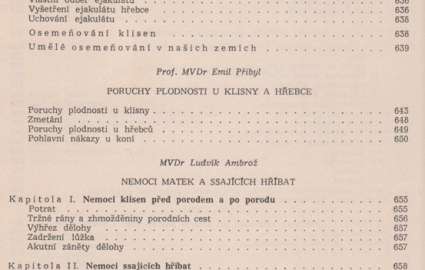 Vlastní odběr ejakulátu . . . . . . . . . . . . . . . . . . 636
Vyšetření ejakulátu hřebce . . . . . . . . . . . . . . . . . . 636
Uchování ejakulátu . . . . . . . . . . . . . . . . . . 636
Osemeňování klisen . . . . . . . . . . . . . . . . . . 638
Umělé osemeňování v našich zemích . . . . . . . . . . . . 639
Prof. MVDr Emil Přibyl
PORUCHY PLODNOSTI U KLISNY A HŘEBCE
Poruchy plodnosti u klisny . . . . . . . . . . . . . . . . . . 643
Zmetání . . . . . . . . . . . . . . . . . . 648
Poruchy plodnosti u hřebců . . . . . . . . . . . . . . . . . . 649
Pohlavní nákazy u koní . . . . . . . . . . . . . . . . . . 650
MVDr Ludvík Ambrož
NEMOCI MATEK A SSAJÍCÍCH HŘÍBAT
Kapitola I. Nemoci klisen před porodem a po porodu . . . . . . . . . . 655
Potrat . . . . . . . . . . . . . . . . . . 655
Tržné rány a zhmožděniny porodních cest . . . . . . . . . . . . 656
Výhřez dělohy . . . . . . . . . . . . . . . . . . 657
Zadržení lůžka . . . . . . . . . . . . . . . . . . 657
Akutní záněty dělohy . . . . . . . . . . . . . . . . . . 657
Kapitola II. Nemoci ssajících hříbat . . . . . . . . . . . . . . 658